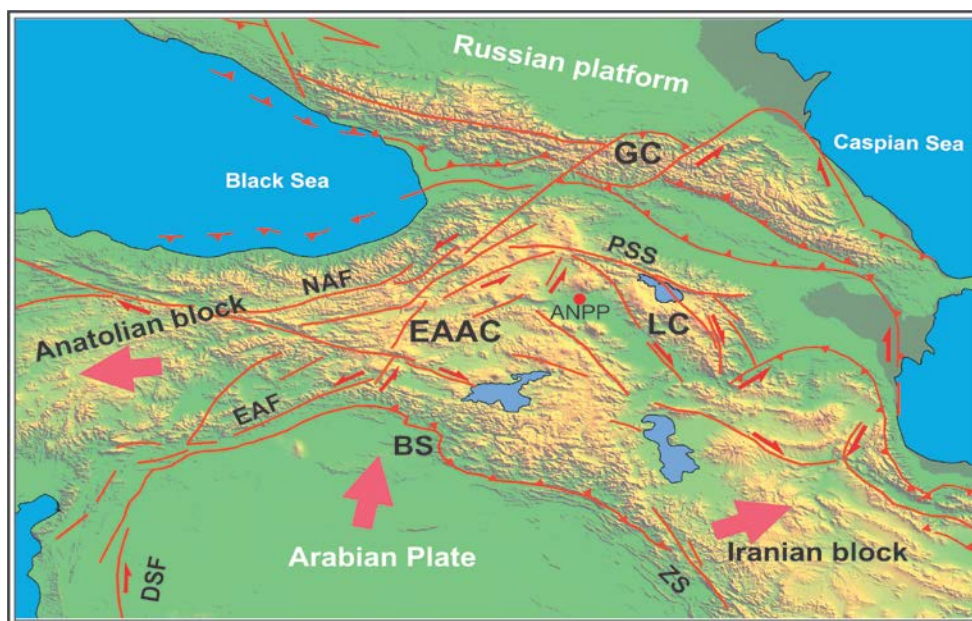 Russian platform
GC
Caspian Sea
Black Sea
PSS
NAF
ANPP
Anatolian block
EAAC
LC
EAF
BS
Arabian Plate
Iranian block
ZS
DSF